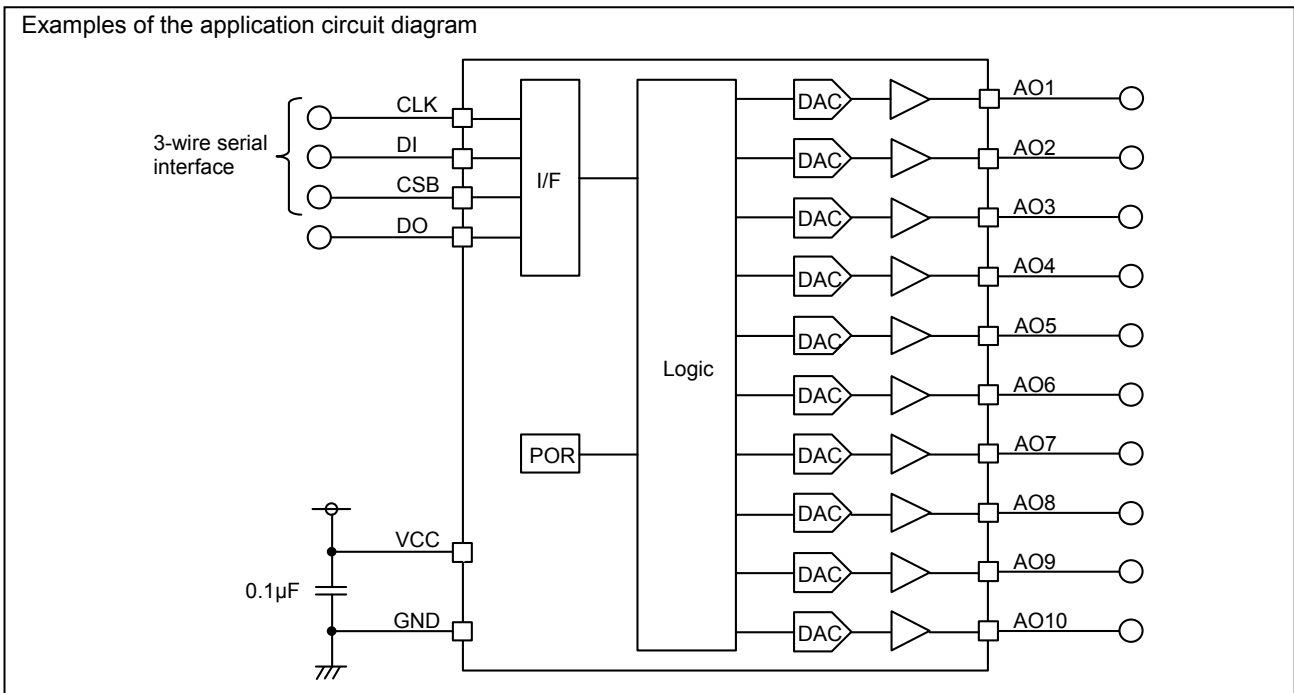 Examples of the application circuit diagram
3-wire serial
interface
CLK
DI
CSB
DO
I/F
Logic
POR
VCC
0.1µF
GND
DAC
AO1
DAC
AO2
DAC
AO3
DAC
AO4
DAC
AO5
DAC
AO6
DAC
AO7
DAC
AO8
DAC
AO9
DAC
AO10